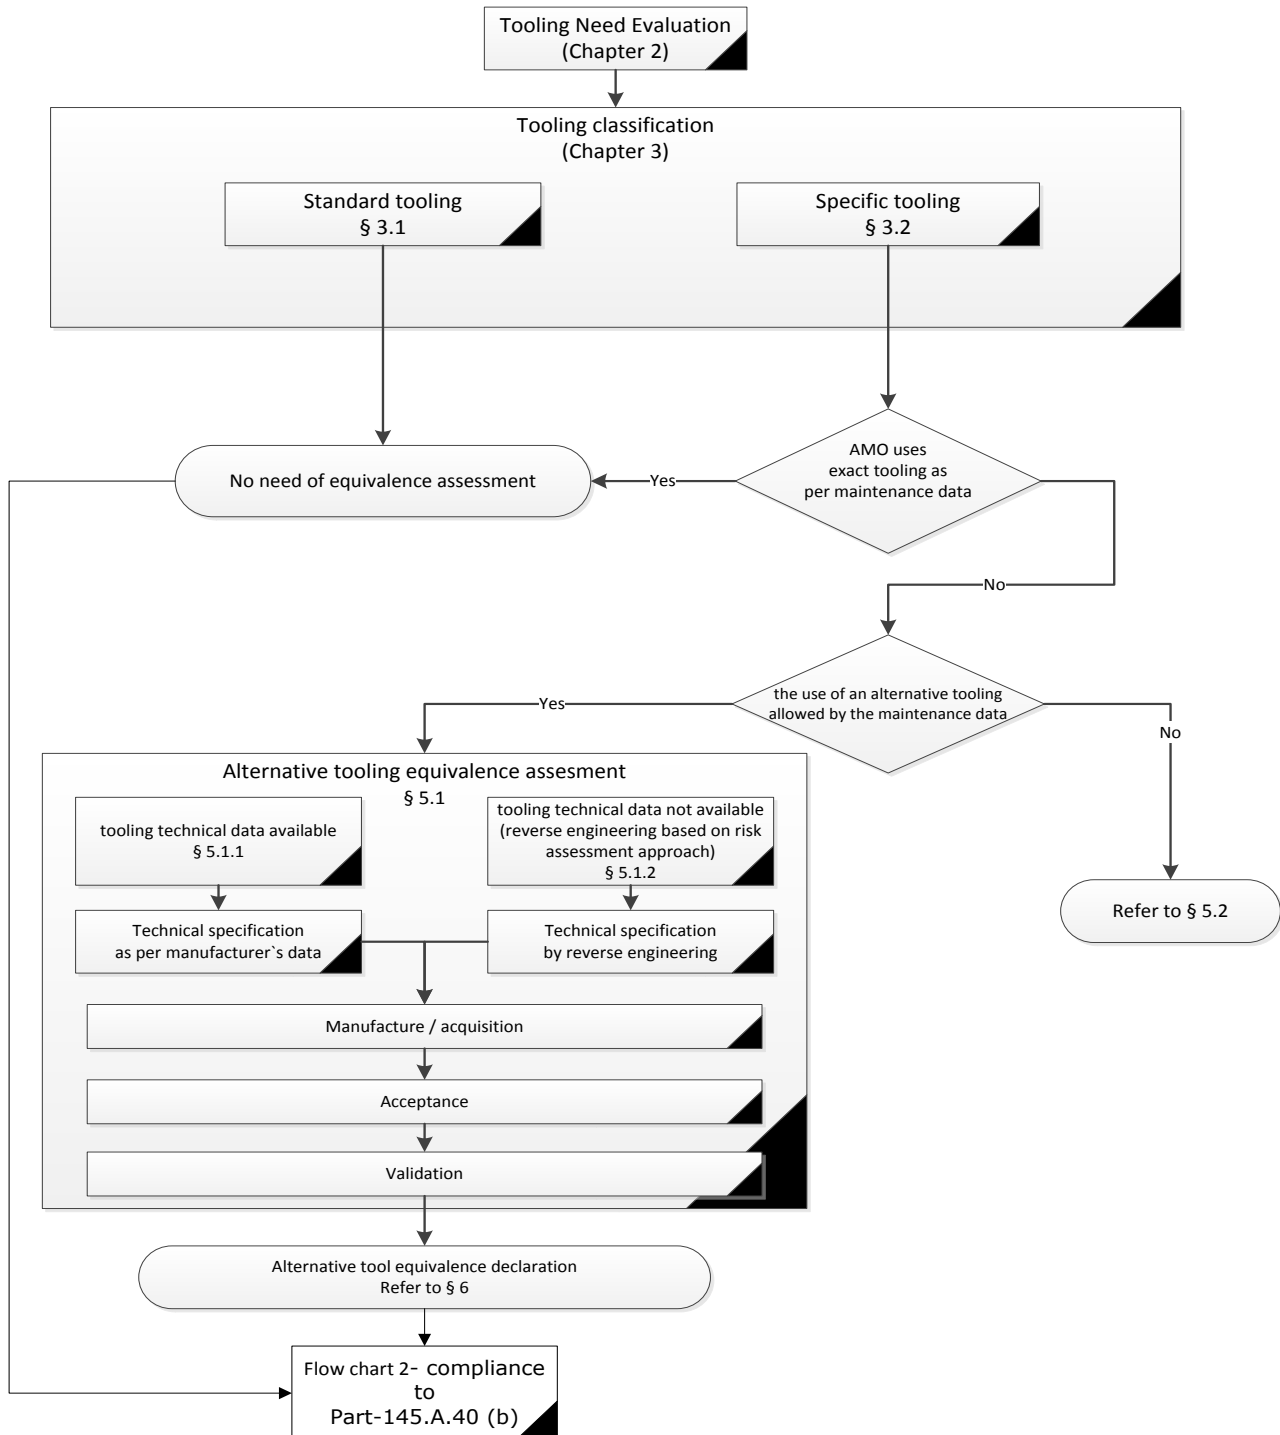 Tooling Need Evaluation
(Chapter 2)
Tooling classification
(Chapter 3)
Standard tooling
§ 3.1
Specific tooling
§ 3.2
AMO uses
exact tooling as
per maintenance data
No need of equivalence assessment
Yes
No
the use of an alternative tooling
allowed by the maintenance data
Yes
No
Alternative tooling equivalence assesment
§ 5.1
tooling technical data available
§ 5.1.1
tooling technical data not available
(reverse engineering based on risk
assessment approach)
§ 5.1.2
Refer to § 5.2
Technical specification
as per manufacturer`s data
Technical specification
by reverse engineering
Manufacture / acquisition
Acceptance
Validation
Alternative tool equivalence declaration
Refer to § 6
Flow chart 2- compliance
to
Part-145.A.40 (b)